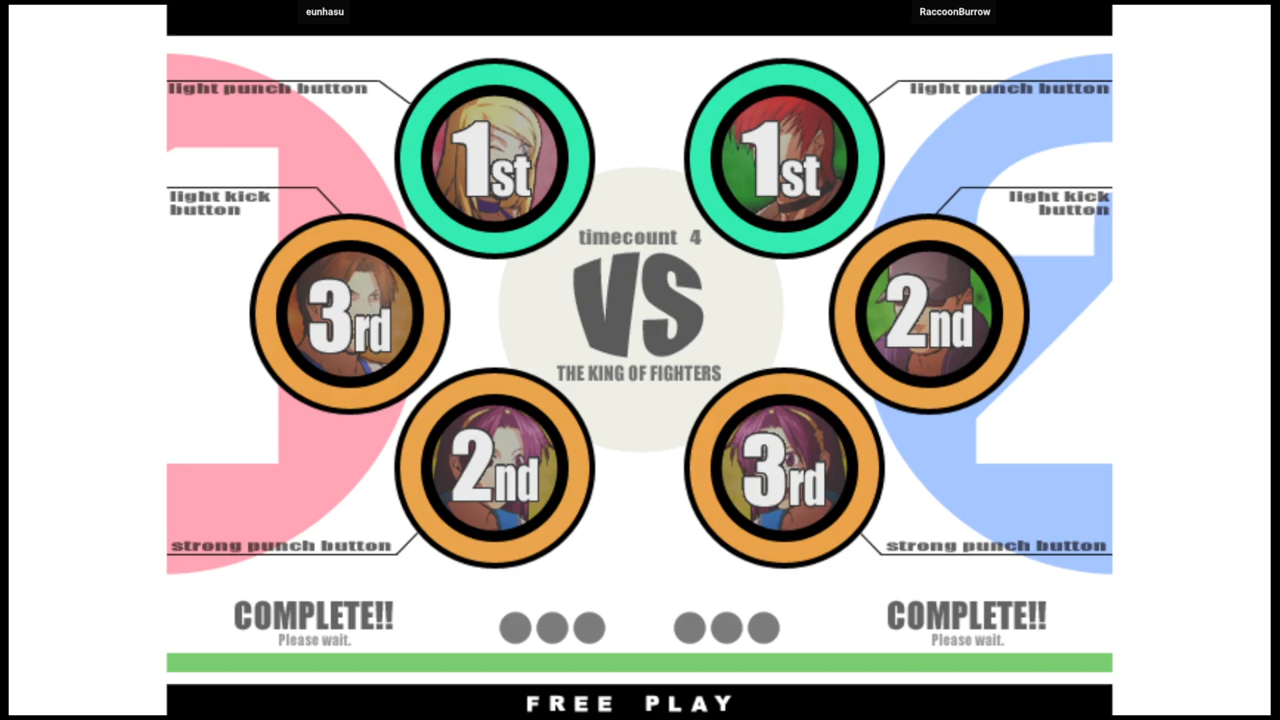 eunhasu
RaccoonBurrow
light punch button
light punch button
1st
1st
light kick
button
light kick
button
timecount 4
VS
THE KING OF FIGHTERS
3rd
2nd
2nd
3rd
strong punch button
strong punch button
COMPLETE!!
Please wait.
COMPLETE!!
Please wait.
FREE PLAY